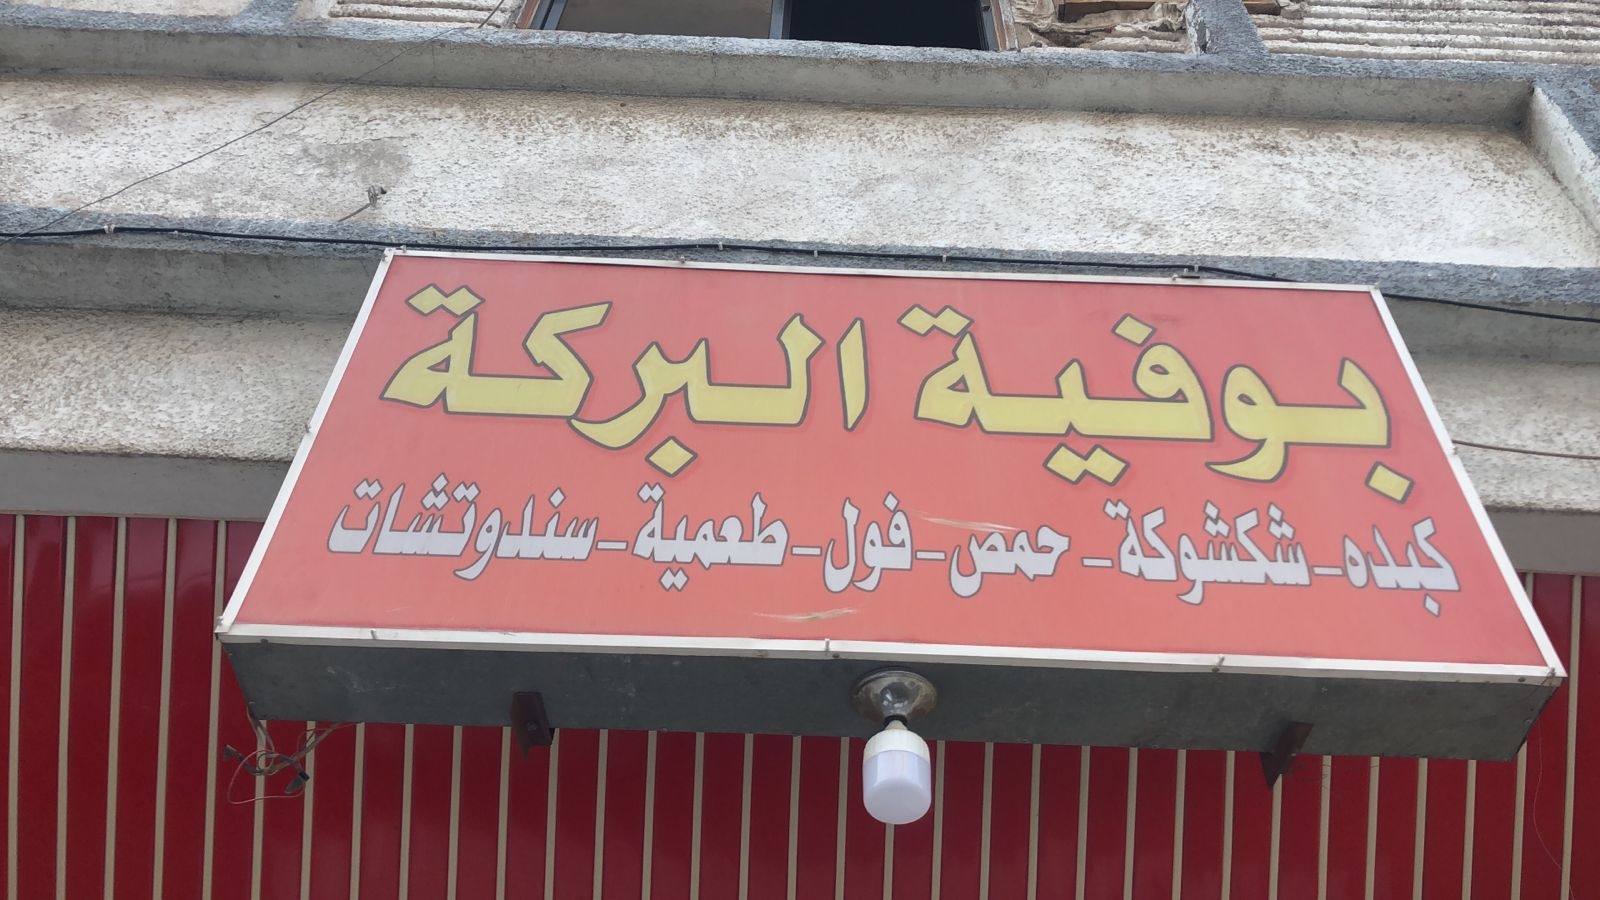 بوفية البركة
كبده - شكشوكة - حمص - فول - طعمية - سندوتشات